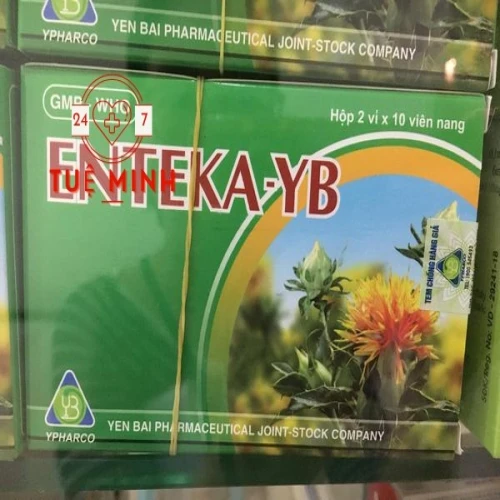 YPHARCO
YEN BAI PHARMACEUTICAL JOINT-STOCK COMPANY
GMP - WHO
24 7
Hộp 2 vỉ x 10 viên nang
ENTEKA-YB
TUỆ MINH
TEM CHỐNG HÀNG GIẢ
YPHARCO
YB
YPHARCO
YEN BAI PHARMACEUTICAL JOINT-STOCK COMPANY